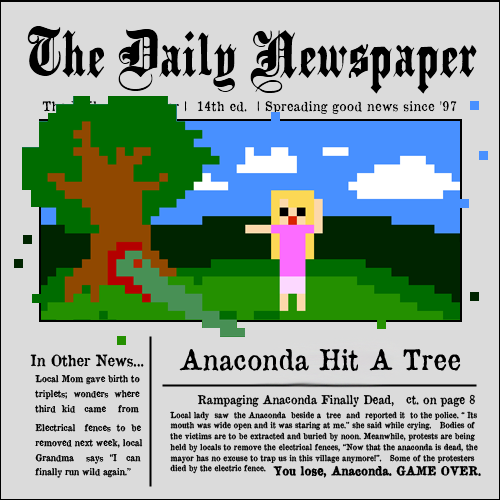 The Daily Newspaper
Th | 14th ed. | Spreading good news since '97
In Other News...
Local Mom gave birth to
triplets; wonders where
third kid came from
Electrical fences to be
removed next week, local
Grandma says "I can
finally run wild again."
Anaconda Hit A Tree
Rampaging Anaconda Finally Dead, ct. on page 8
Local lady saw the Anaconda beside a tree and reported it to the police. " Its
mouth was wide open and it was staring at me." she said while crying. Bodies of
the victims are to be extracted and buried by noon. Meanwhile, protests are being
held by locals to remove the electrical fences, "Now that the anaconda is dead, the
mayor has no excuse to trap us in this village anymore!". Some of the protesters
died by the electric fence. You lose, Anaconda. GAME OVER.